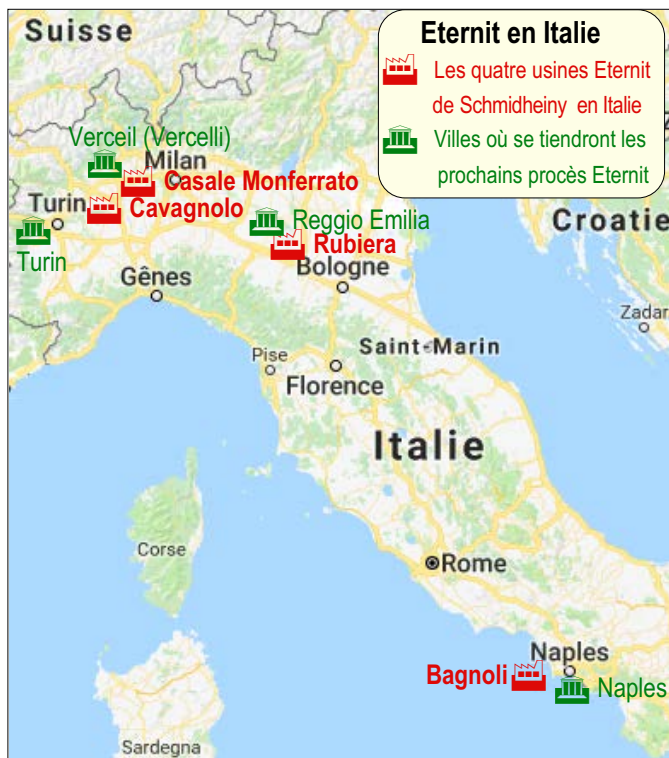 Suisse
Eternit en Italie
Les quatre usines Eternit
de Schmidheiny en Italie
Villes où se tiendront les
prochains procès Eternit
Verceil (Vercelli)
Milan
Casale Monferrato
Turin
Cavagnolo
Reggio Emilia
Croatie
Turin
Rubiera
Gênes
Bologne
Zadar
Saint-Marin
Pise
Florence
Italie
Corse
Rome
Naples
Bagnoli
Naples
Sardegna